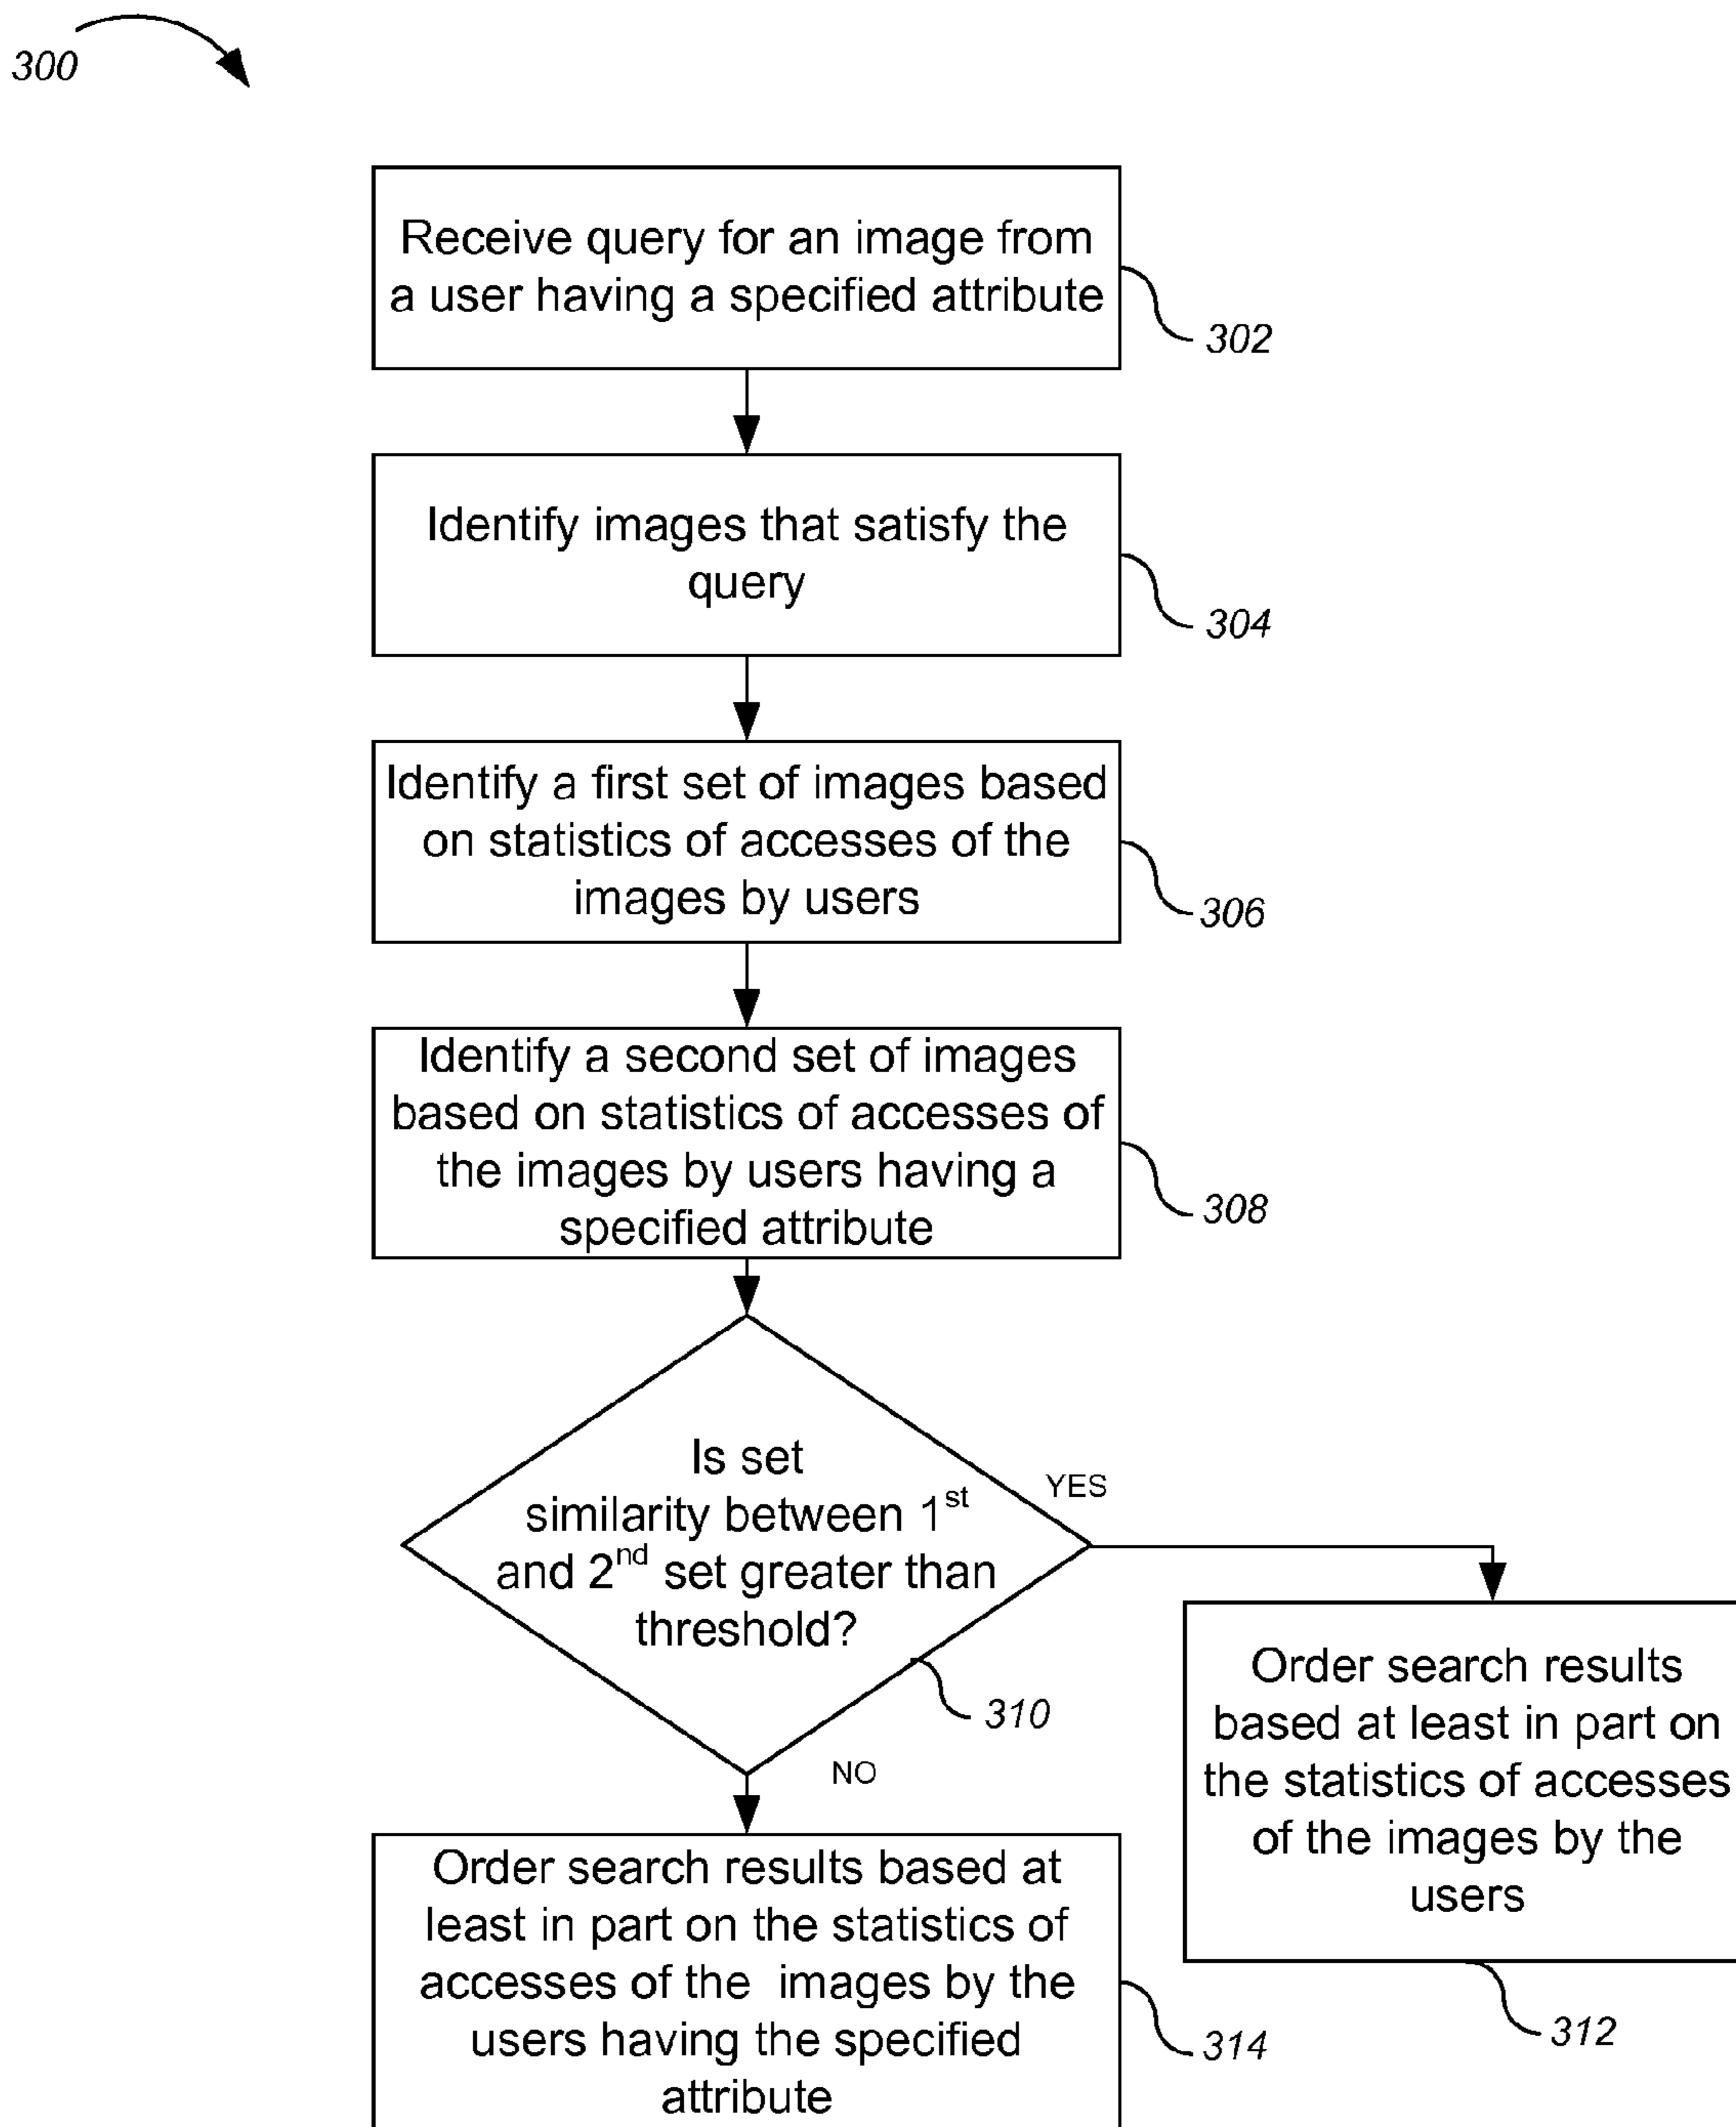 300
Receive query for an image from
a user having a specified attribute
302
Identify images that satisfy the
query
304
Identify a first set of images based
on statistics of accesses of the
images by users
306
Identify a second set of images
based on statistics of accesses of
the images by users having a
specified attribute
308
Is set
similarity between 1st
and 2nd set greater than
threshold?
310
YES
NO
Order search results
based at least in part on
the statistics of accesses
of the images by the
users
312
Order search results based at
least in part on the statistics of
accesses of the images by the
users having the specified
attribute
314